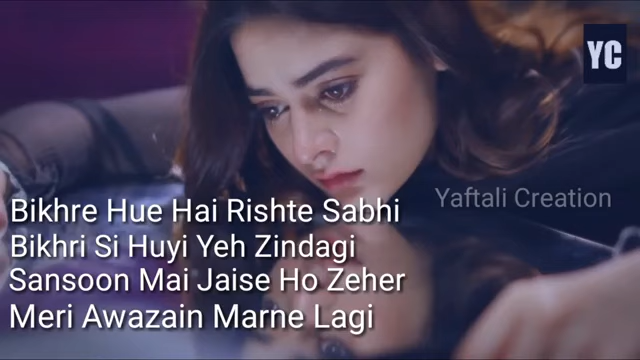 YC
Yaftali Creation
Bikhre Hue Hai Rishte Sabhi
Bikhri Si Huyi Yeh Zindagi
Sansoon Mai Jaise Ho Zeher
Meri Awazain Marne Lagi